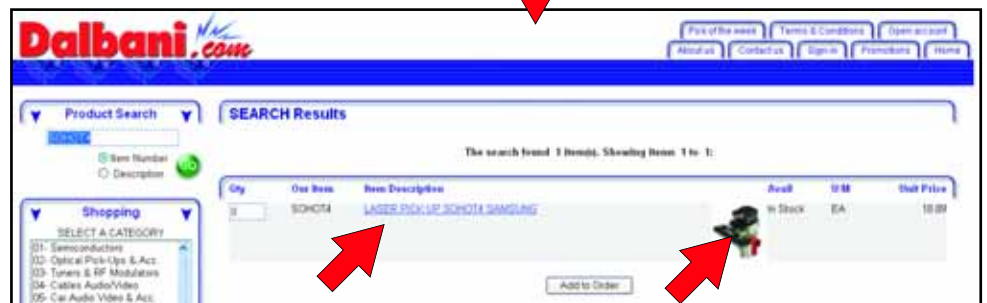 Dalbani.com
Pick of the week Terms & Conditions Open account
About us Contact us Sign in Promotions Home
Product Search
SOHOT4
Item Number
GO
Description
SEARCH Results
The search found 1 Item(s). Showing Items 1 to 1:
Qty Our Item Item Description Avail U/M Unit Price
0 SOHOT4 LASER PICK UP SOHOT4 SAMSUNG In Stock EA
Add to Order
Shopping
SELECT A CATEGORY
01- Semiconductors
02- Optical Pick-Ups & Acc.
03- Tuners & RF Modulators
04- Cables Audio/Video
05- Car Audio Video & Acc.